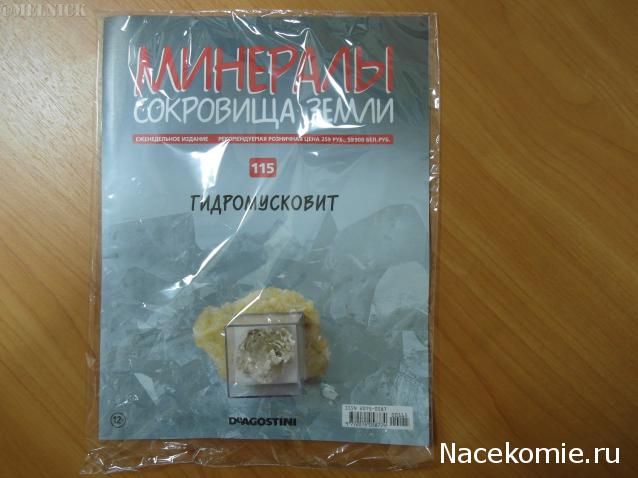 ©MELNICK
МИНЕРАЛЫ
СОКРОВИЩА ЗЕМЛИ
ЕЖЕНЕДЕЛЬНОЕ ИЗДАНИЕ РЕКОМЕНДУЕМАЯ РОЗНИЧНАЯ ЦЕНА 259 РУБ., 59900 БЕЛ.РУБ.
115
ГИДРОМУСКОВИТ
12+
DeAGOSTINI
Nacekomie.ru